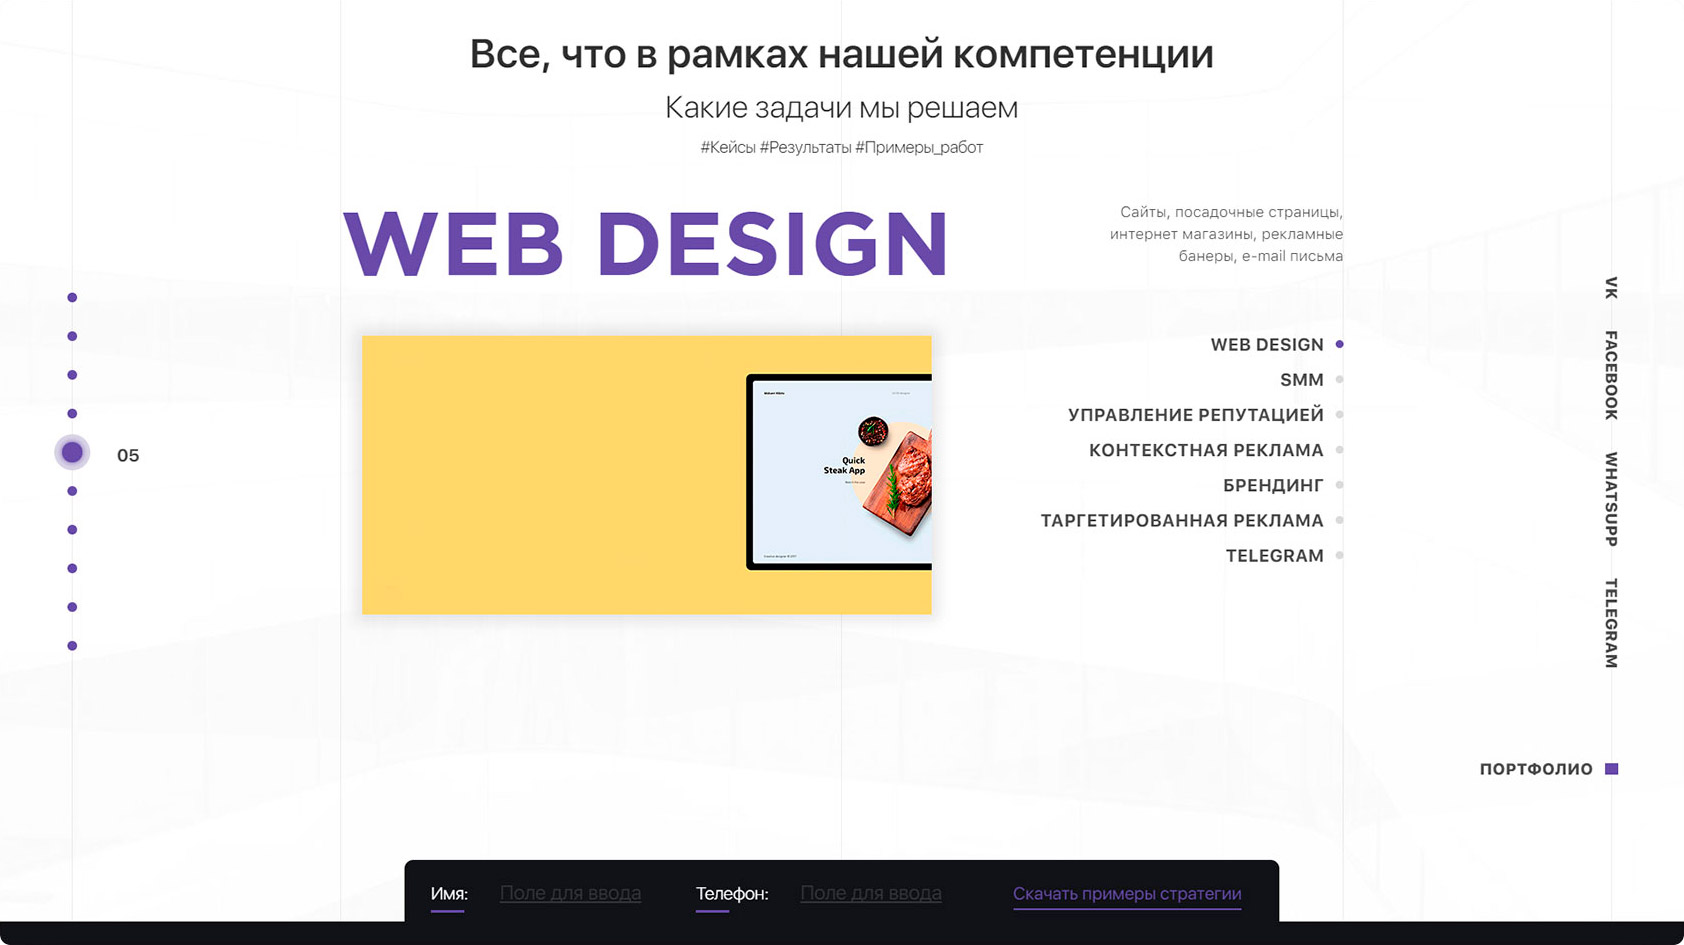 Все, что в рамках нашей компетенции
Какие задачи мы решаем
#Кейсы #Результаты #Примеры_работ
WEB DESIGN
Сайты, посадочные страницы,
интернет магазины, рекламные
банеры, e-mail письма
05
Quick
Steak App
WEB DESIGN
SMM
УПРАВЛЕНИЕ РЕПУТАЦИЕЙ
КОНТЕКСТНАЯ РЕКЛАМА
БРЕНДИНГ
ТАРГЕТИРОВАННАЯ РЕКЛАМА
TELEGRAM
VK
FACEBOOK
WHATSUPP
TELEGRAM
ПОРТФОЛИО
Имя: Поле для ввода Телефон: Поле для ввода Скачать примеры стратегии